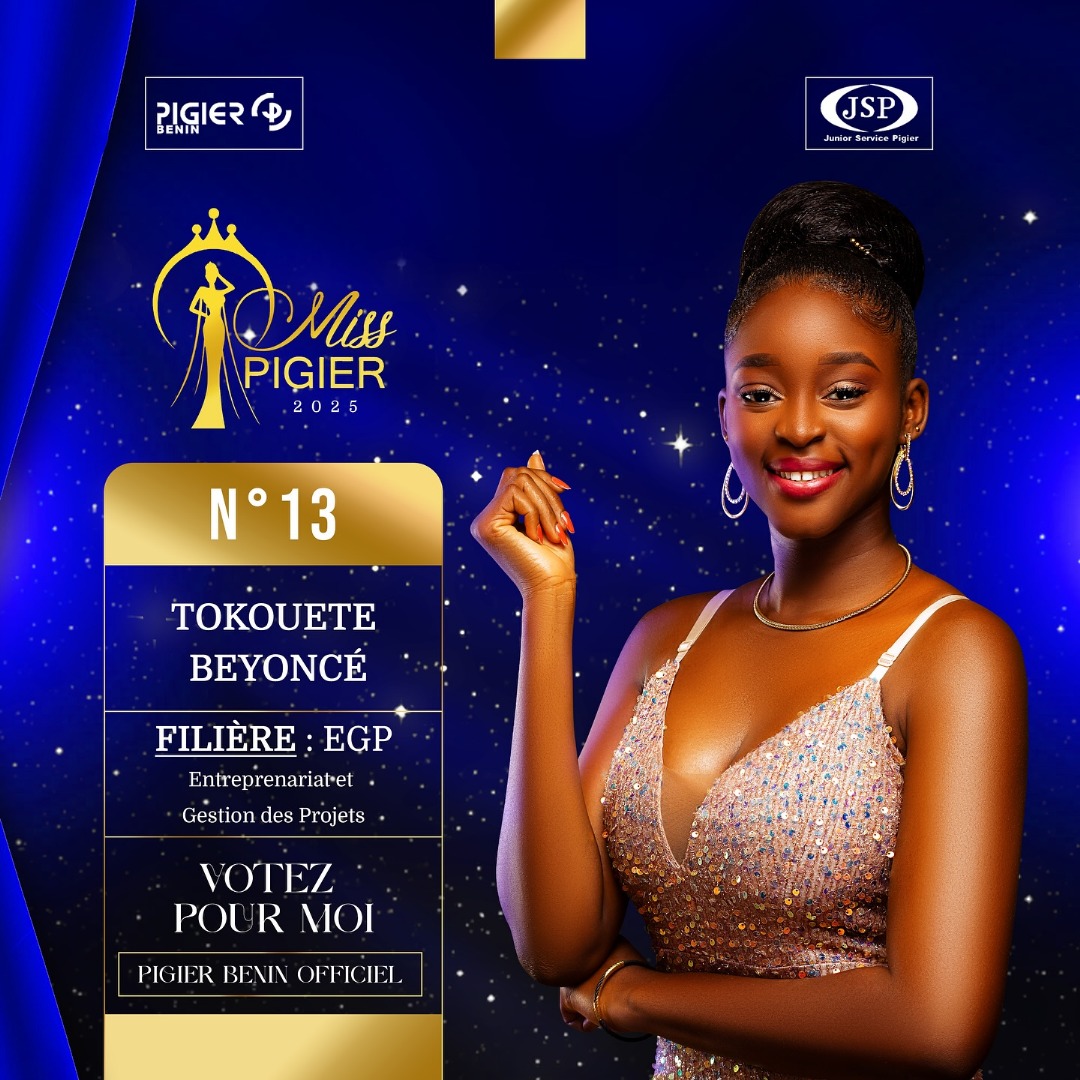 PIGIER
BENIN
JSP
Junior Service Pigier
Miss
PIGIER
2025
N°13
TOKOUETE
BEYONCÉ
FILIÈRE : EGP
Entreprenariat et
Gestion des Projets
VOTEZ
POUR MOI
PIGIER BENIN OFFICIEL